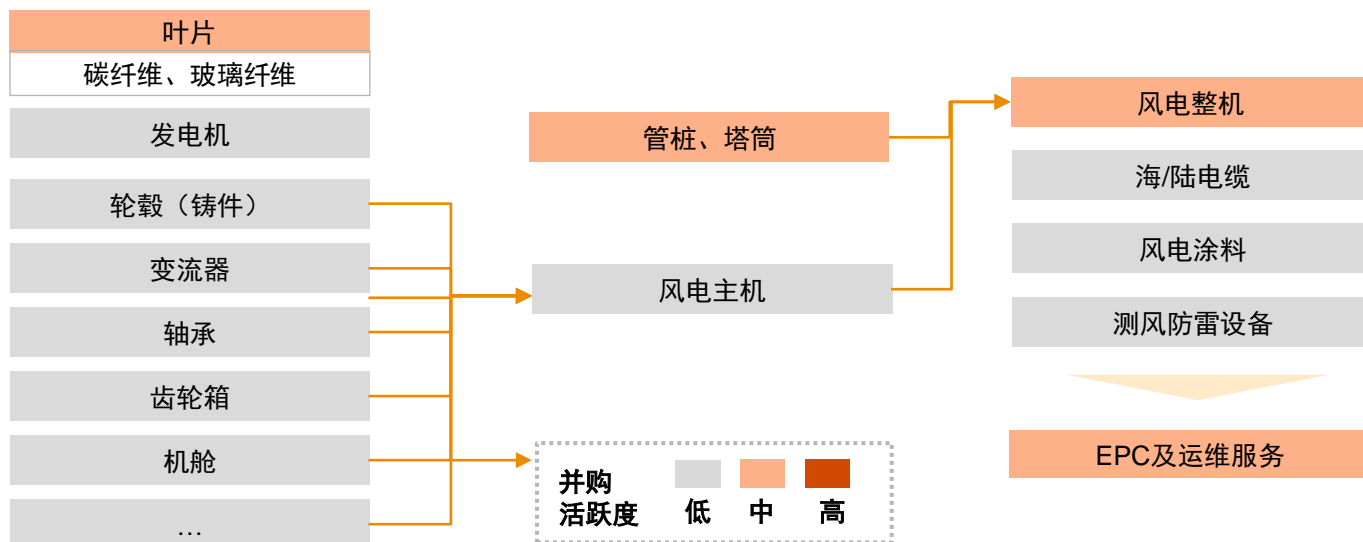 叶片
碳纤维、玻璃纤维
发电机
轮毂（铸件）
变流器
轴承
齿轮箱
机舱
…
管桩、塔筒
风电主机
并购
活跃度
低 中 高
风电整机
海/陆电缆
风电涂料
测风防雷设备
EPC及运维服务